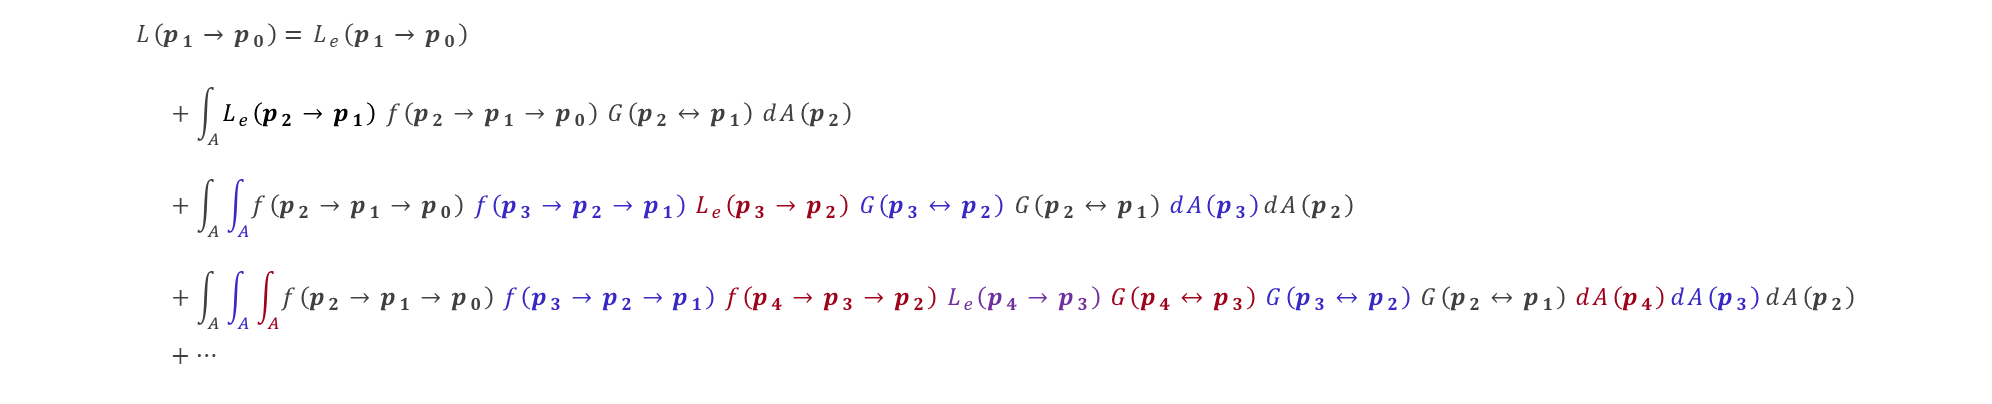 L(p₁ → p₀) = Lₑ(p₁ → p₀)
+ ∫_A Lₑ(p₂ → p₁) f(p₂ → p₁ → p₀) G(p₂ ↔ p₁) dA(p₂)
+ ∫_A ∫_A f(p₂ → p₁ → p₀) f(p₃ → p₂ → p₁) Lₑ(p₃ → p₂) G(p₃ ↔ p₂) G(p₂ ↔ p₁) dA(p₃) dA(p₂)
+ ∫_A ∫_A ∫_A f(p₂ → p₁ → p₀) f(p₃ → p₂ → p₁) f(p₄ → p₃ → p₂) Lₑ(p₄ → p₃) G(p₄ ↔ p₃) G(p₃ ↔ p₂) G(p₂ ↔ p₁) dA(p₄) dA(p₃) dA(p₂)
+ ⋯